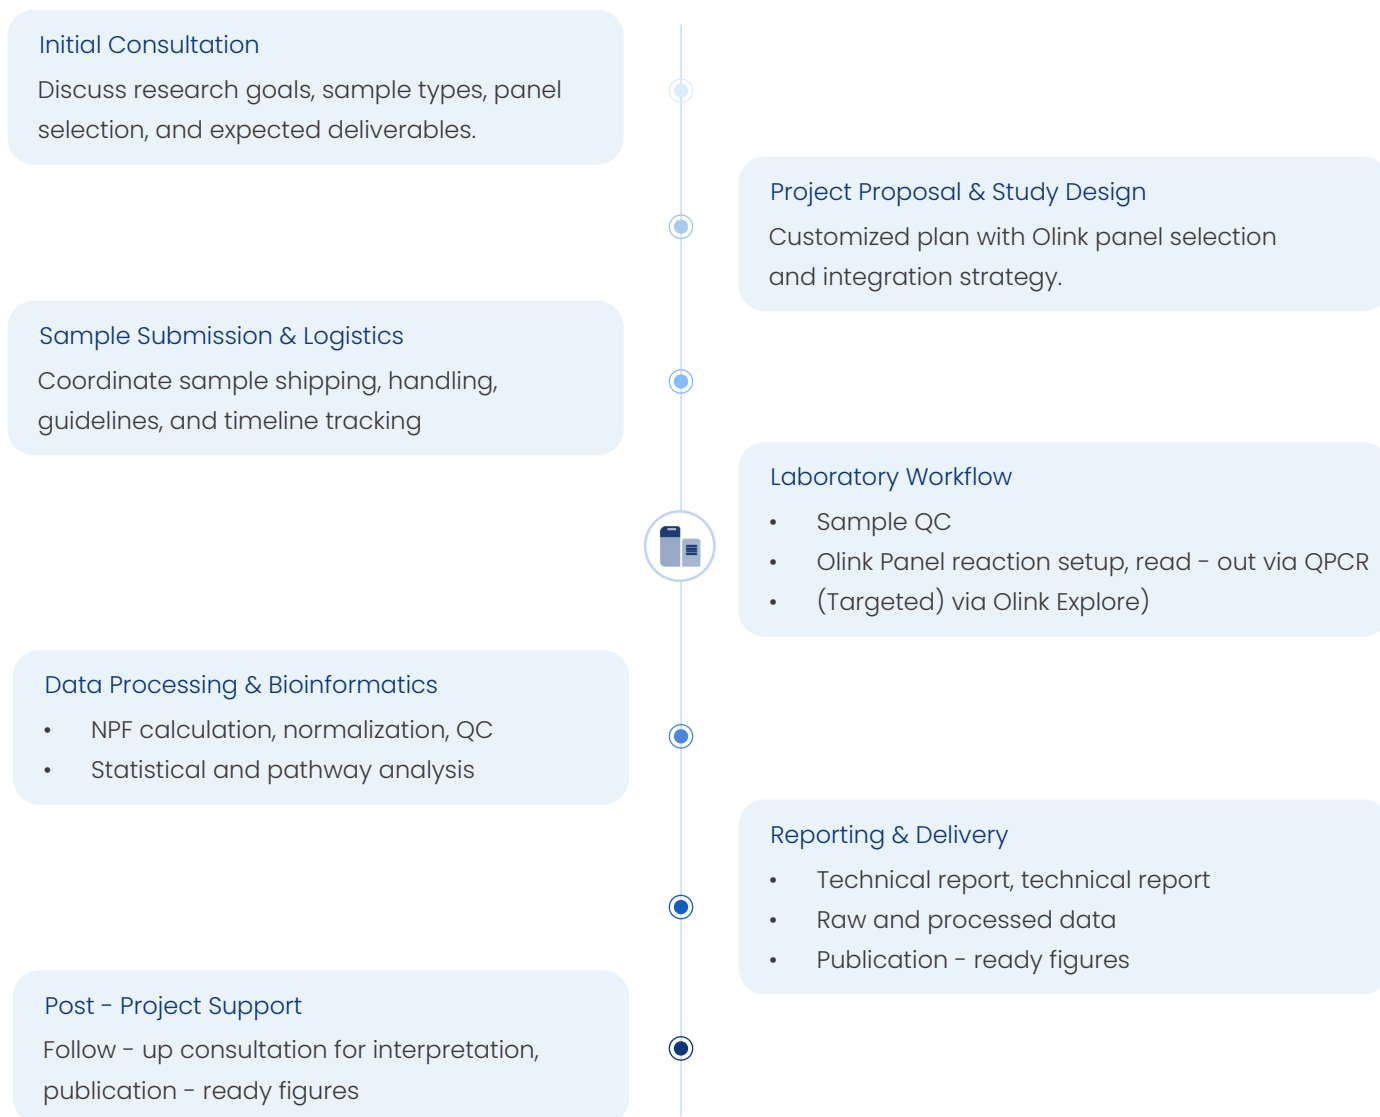 Initial Consultation
Discuss research goals, sample types, panel
selection, and expected deliverables.
Project Proposal & Study Design
Customized plan with Olink panel selection
and integration strategy.
Sample Submission & Logistics
Coordinate sample shipping, handling,
guidelines, and timeline tracking
Laboratory Workflow
• Sample QC
• Olink Panel reaction setup, read - out via QPCR
• (Targeted) via Olink Explore)
Data Processing & Bioinformatics
• NPF calculation, normalization, QC
• Statistical and pathway analysis
Reporting & Delivery
• Technical report, technical report
• Raw and processed data
• Publication - ready figures
Post - Project Support
Follow - up consultation for interpretation,
publication - ready figures